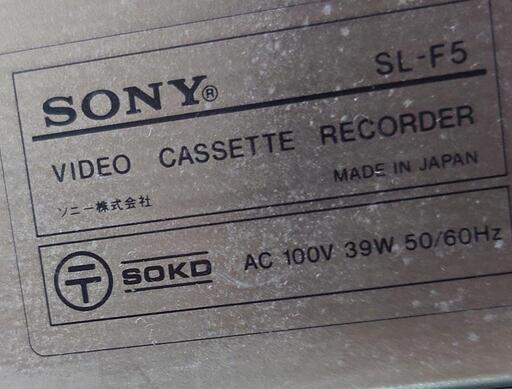 SONY® SL-F5
VIDEO CASSETTE RECORDER
ソニー株式会社 MADE IN JAPAN
〒 SOKD AC 100V 39W 50/60Hz